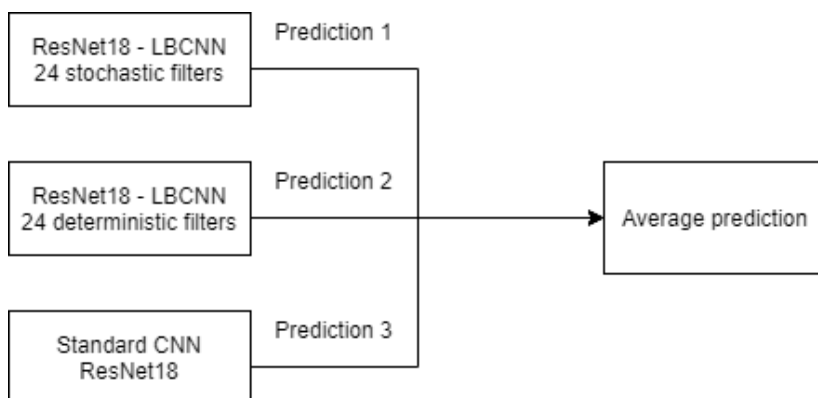 ResNet18 - LBCNN
24 stochastic filters
Prediction 1
ResNet18 - LBCNN
24 deterministic filters
Prediction 2
Average prediction
Standard CNN
ResNet18
Prediction 3